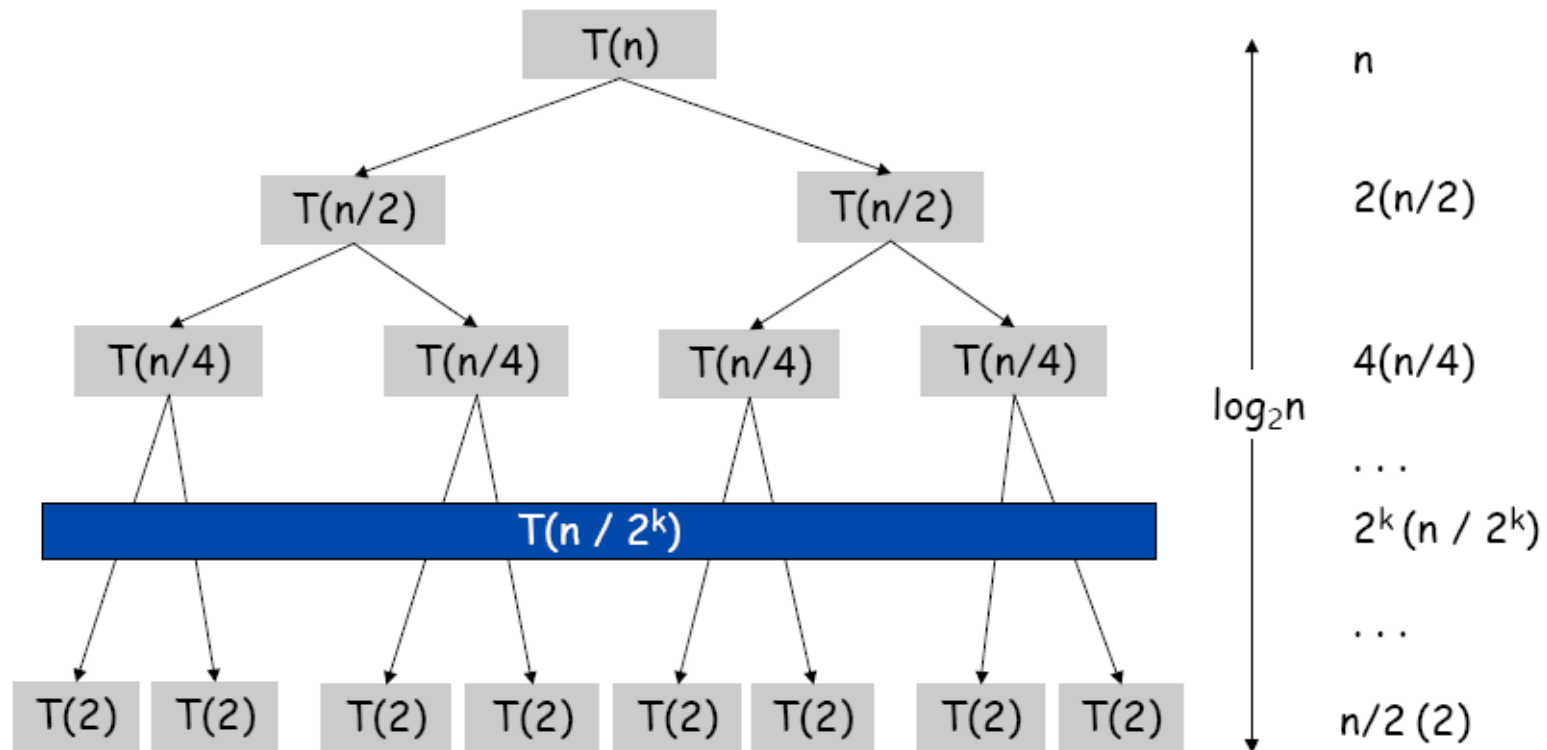 T(n) n
T(n/2) T(n/2) 2(n/2)
T(n/4) T(n/4) T(n/4) T(n/4) 4(n/4)
log₂n
. . .
T(n / 2ᵏ) 2ᵏ (n / 2ᵏ)
. . .
T(2) T(2) T(2) T(2) T(2) T(2) T(2) T(2) n/2 (2)